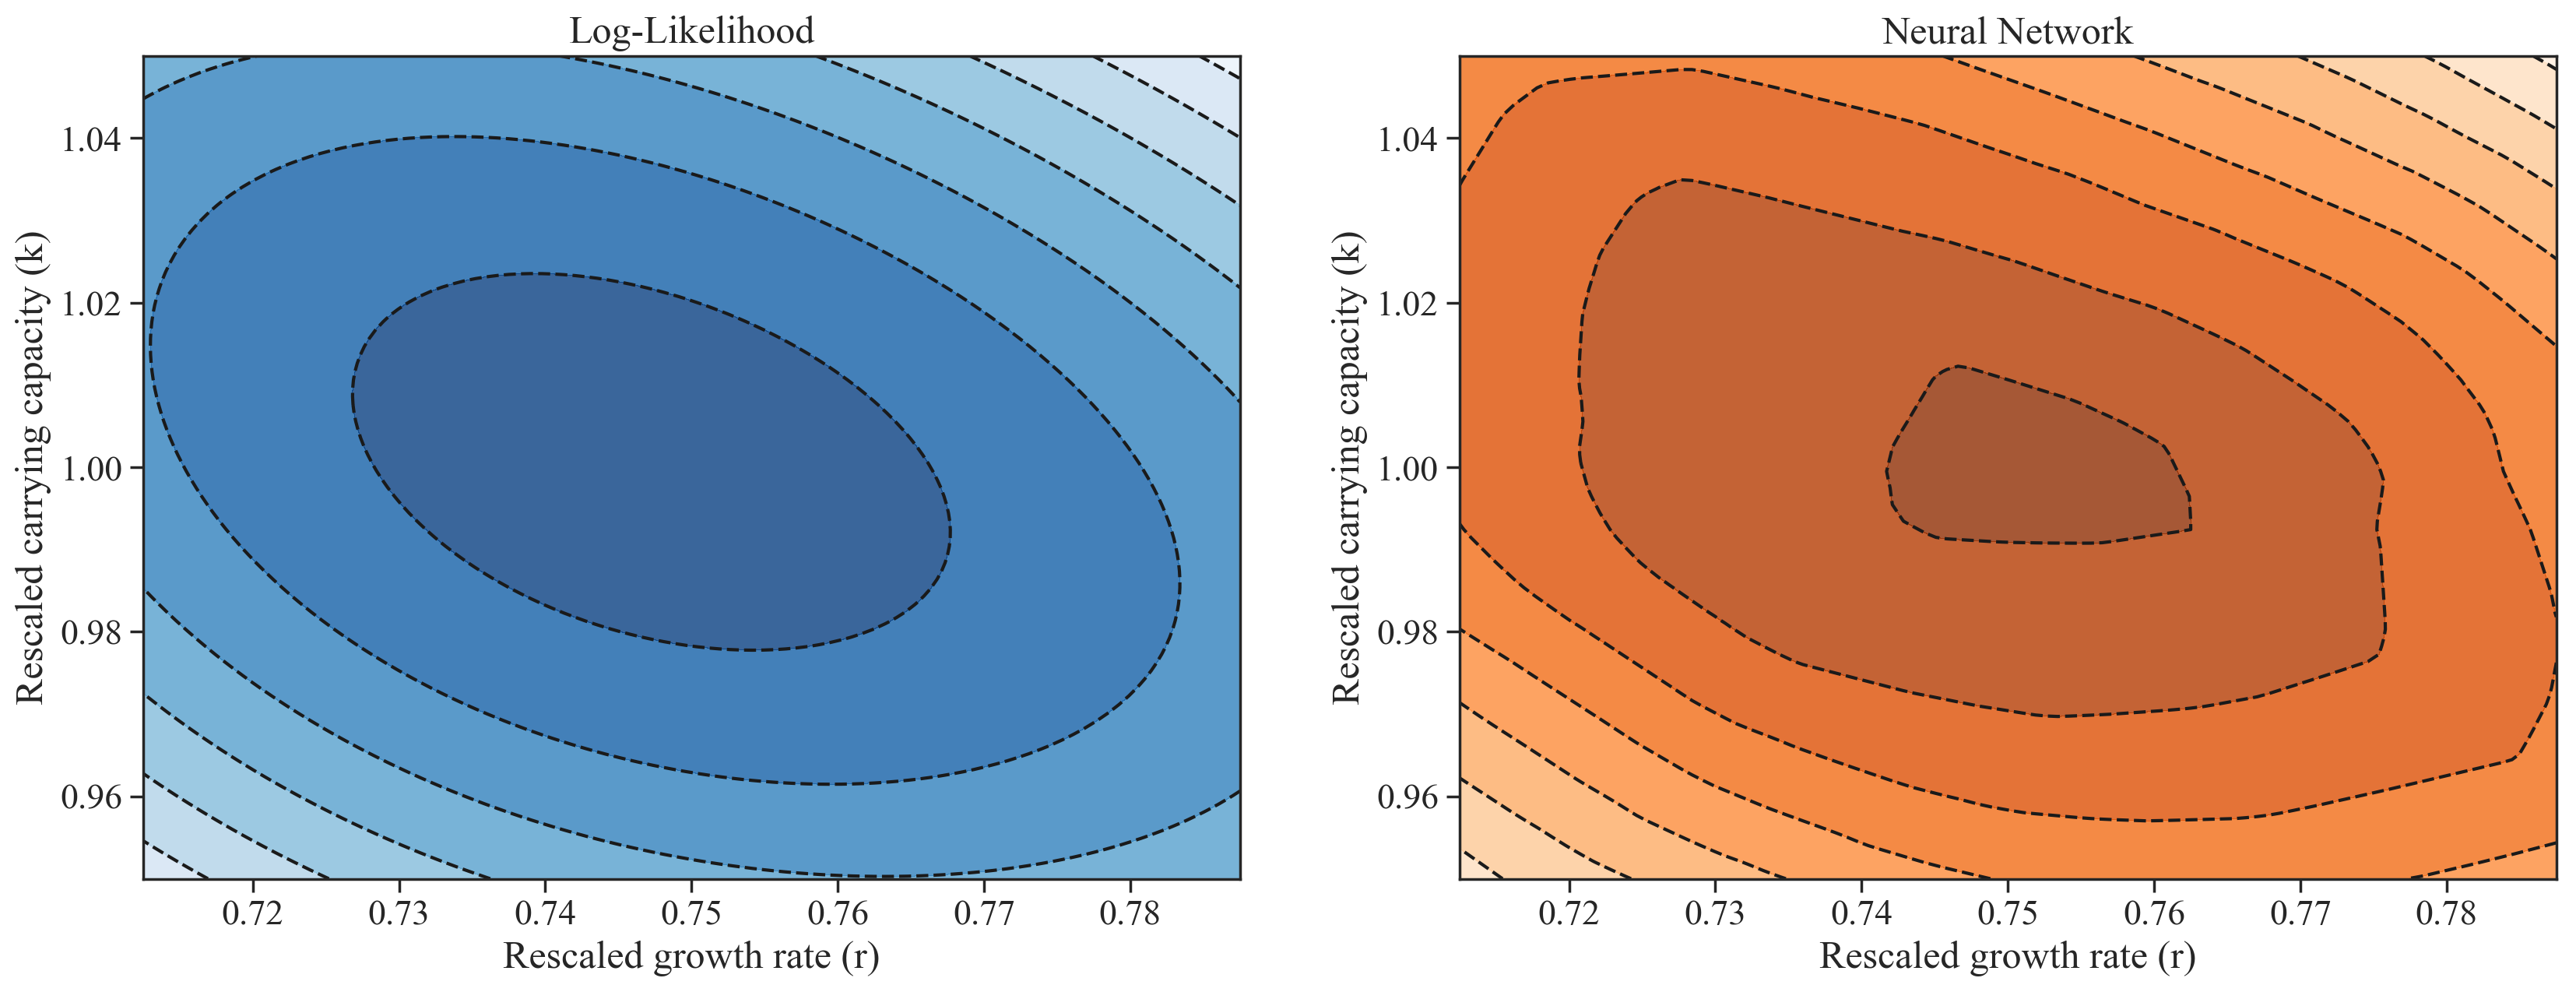 Log-Likelihood
Rescaled carrying capacity (k)
1.04
1.02
1.00
0.98
0.96
0.72 0.73 0.74 0.75 0.76 0.77 0.78
Rescaled growth rate (r)
Neural Network
Rescaled carrying capacity (k)
1.04
1.02
1.00
0.98
0.96
0.72 0.73 0.74 0.75 0.76 0.77 0.78
Rescaled growth rate (r)